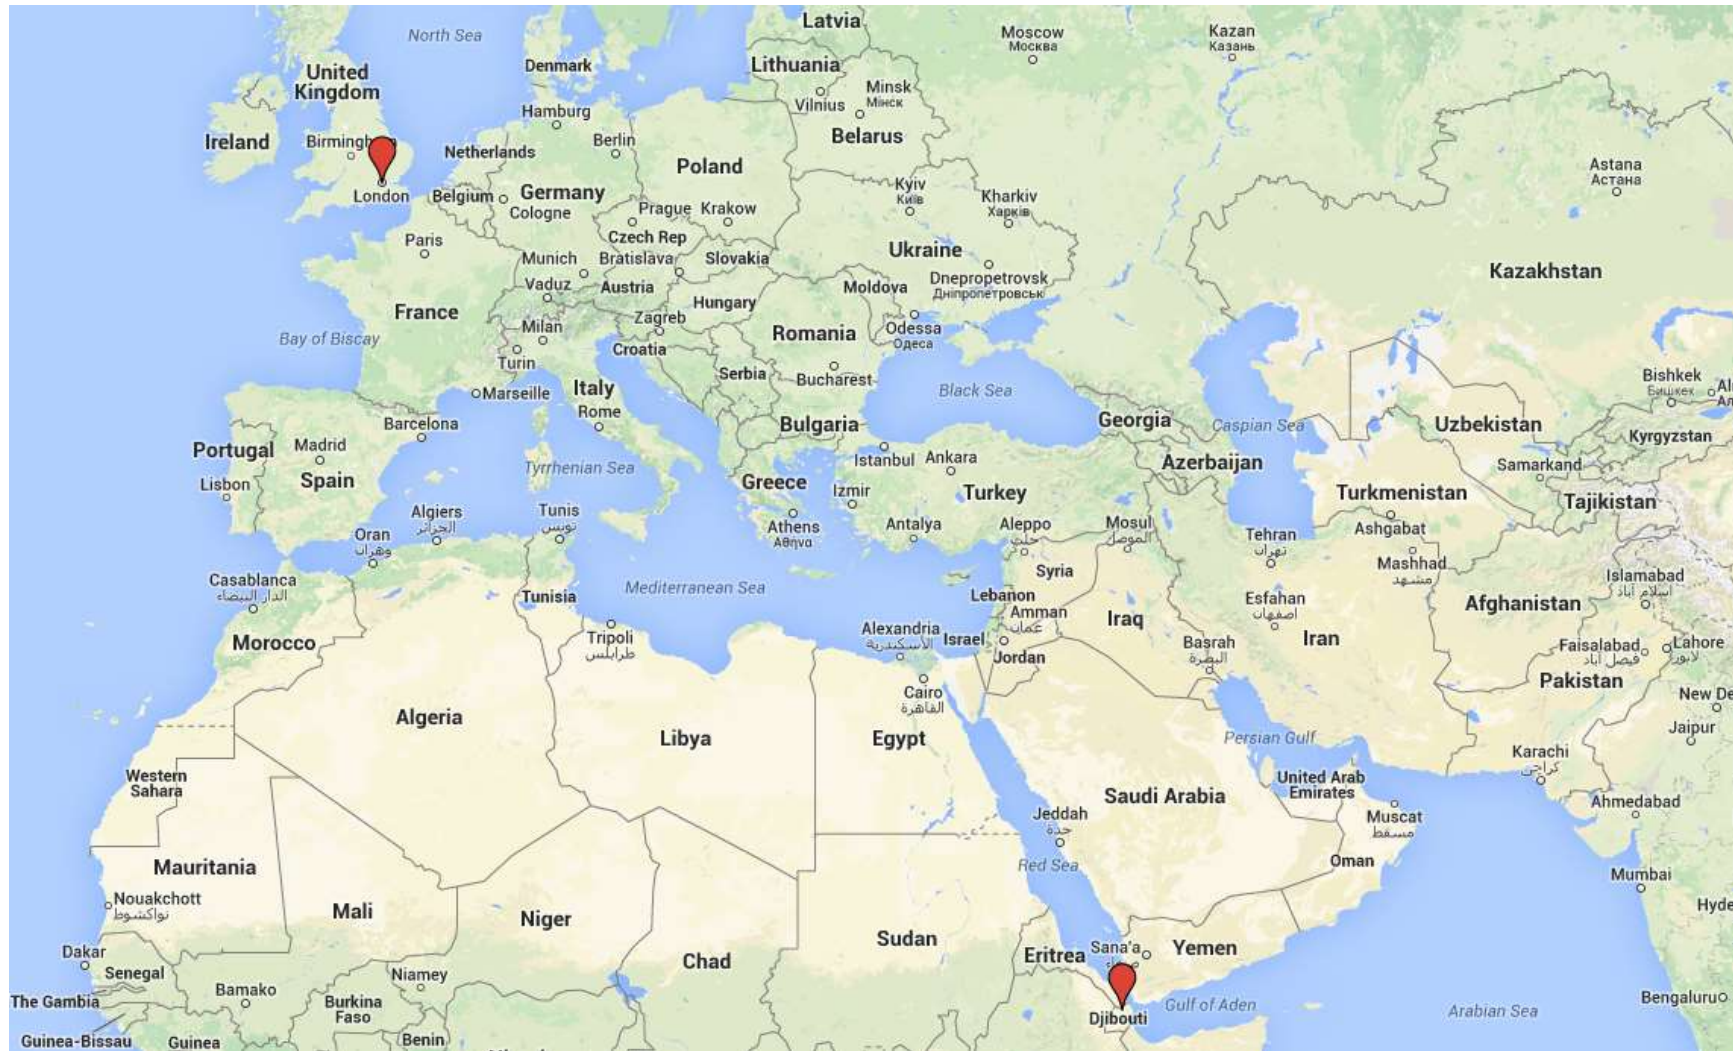 Latvia
North Sea
Moscow
Москва
Kazan
Казань
Denmark
Lithuania
United
Kingdom
Minsk
Мінск
Vilnius
Hamburg
Belarus
Ireland
Berlin
Netherlands
Poland
Astana
Астана
London
Belgium
Germany
Cologne
Kyiv
Київ
Kharkiv
Харків
Prague
Krakow
Czech Rep
Paris
Ukraine
Munich
Bratislava
Slovakia
Kazakhstan
Dnepropetrovsk
Дніпропетровськ
Vaduz
Austria
Moldova
Hungary
France
Zagreb
Milan
Romania
Odessa
Одеса
Bay of Biscay
Croatia
Turin
Serbia
Bucharest
Bishkek
Бишкек
Marseille
Italy
Black Sea
Rome
Barcelona
Bulgaria
Georgia
Caspian Sea
Uzbekistan
Kyrgyzstan
Portugal
Madrid
Istanbul
Ankara
Azerbaijan
Samarkand
Tyrrhenian Sea
Spain
Lisbon
Greece
Izmir
Turkey
Turkmenistan
Tajikistan
Algiers
الجزائر
Tunis
تونس
Athens
Αθήνα
Antalya
Aleppo
حلب
Mosul
الموصل
Tehran
تهران
Ashgabat
Oran
وهران
Mashhad
مشهد
Casablanca
الدار البيضاء
Syria
Islamabad
اسلام آباد
Mediterranean Sea
Tunisia
Lebanon
Esfahan
اصفهان
Afghanistan
Amman
عمان
Iraq
Iran
Morocco
Tripoli
طرابلس
Alexandria
الأسكندرية
Israel
Jordan
Basrah
البصرة
Faisalabad
فیصل آباد
Lahore
لاہور
Pakistan
Cairo
القاهرة
New De
Algeria
Libya
Egypt
Persian Gulf
Jaipur
Karachi
كراچى
Western
Sahara
United Arab
Emirates
Saudi Arabia
Ahmedabad
Jeddah
جدة
Muscat
مسقط
Mauritania
Red Sea
Oman
Mumbai
Nouakchott
نواكشوط
Mali
Niger
Hyde
Sudan
Dakar
Eritrea
Sana'a
Yemen
Chad
Senegal
Niamey
Bamako
The Gambia
Burkina
Faso
Bengaluru
Gulf of Aden
Arabian Sea
Djibouti
Guinea-Bissau
Guinea
Benin